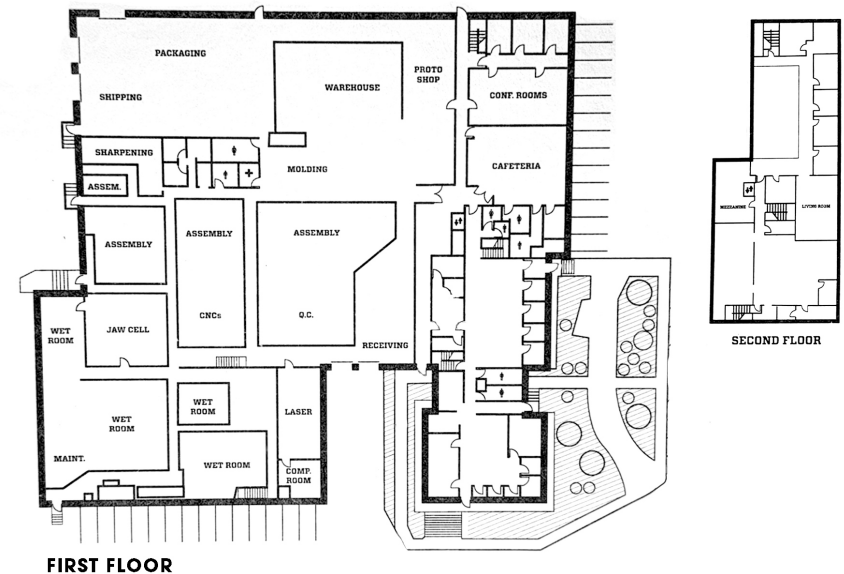 PACKAGING
SHIPPING
WAREHOUSE
PROTO
SHOP
CONF. ROOMS
CAFETERIA
SHARPENING
MOLDING
ASSEM.
ASSEMBLY
ASSEMBLY
ASSEMBLY
CNCs
Q.C.
RECEIVING
WET
ROOM
JAW CELL
WET
ROOM
WET
ROOM
LASER
MAINT.
WET ROOM
COMP.
ROOM
FIRST FLOOR
MEZZANINE
LIVING ROOM
SECOND FLOOR